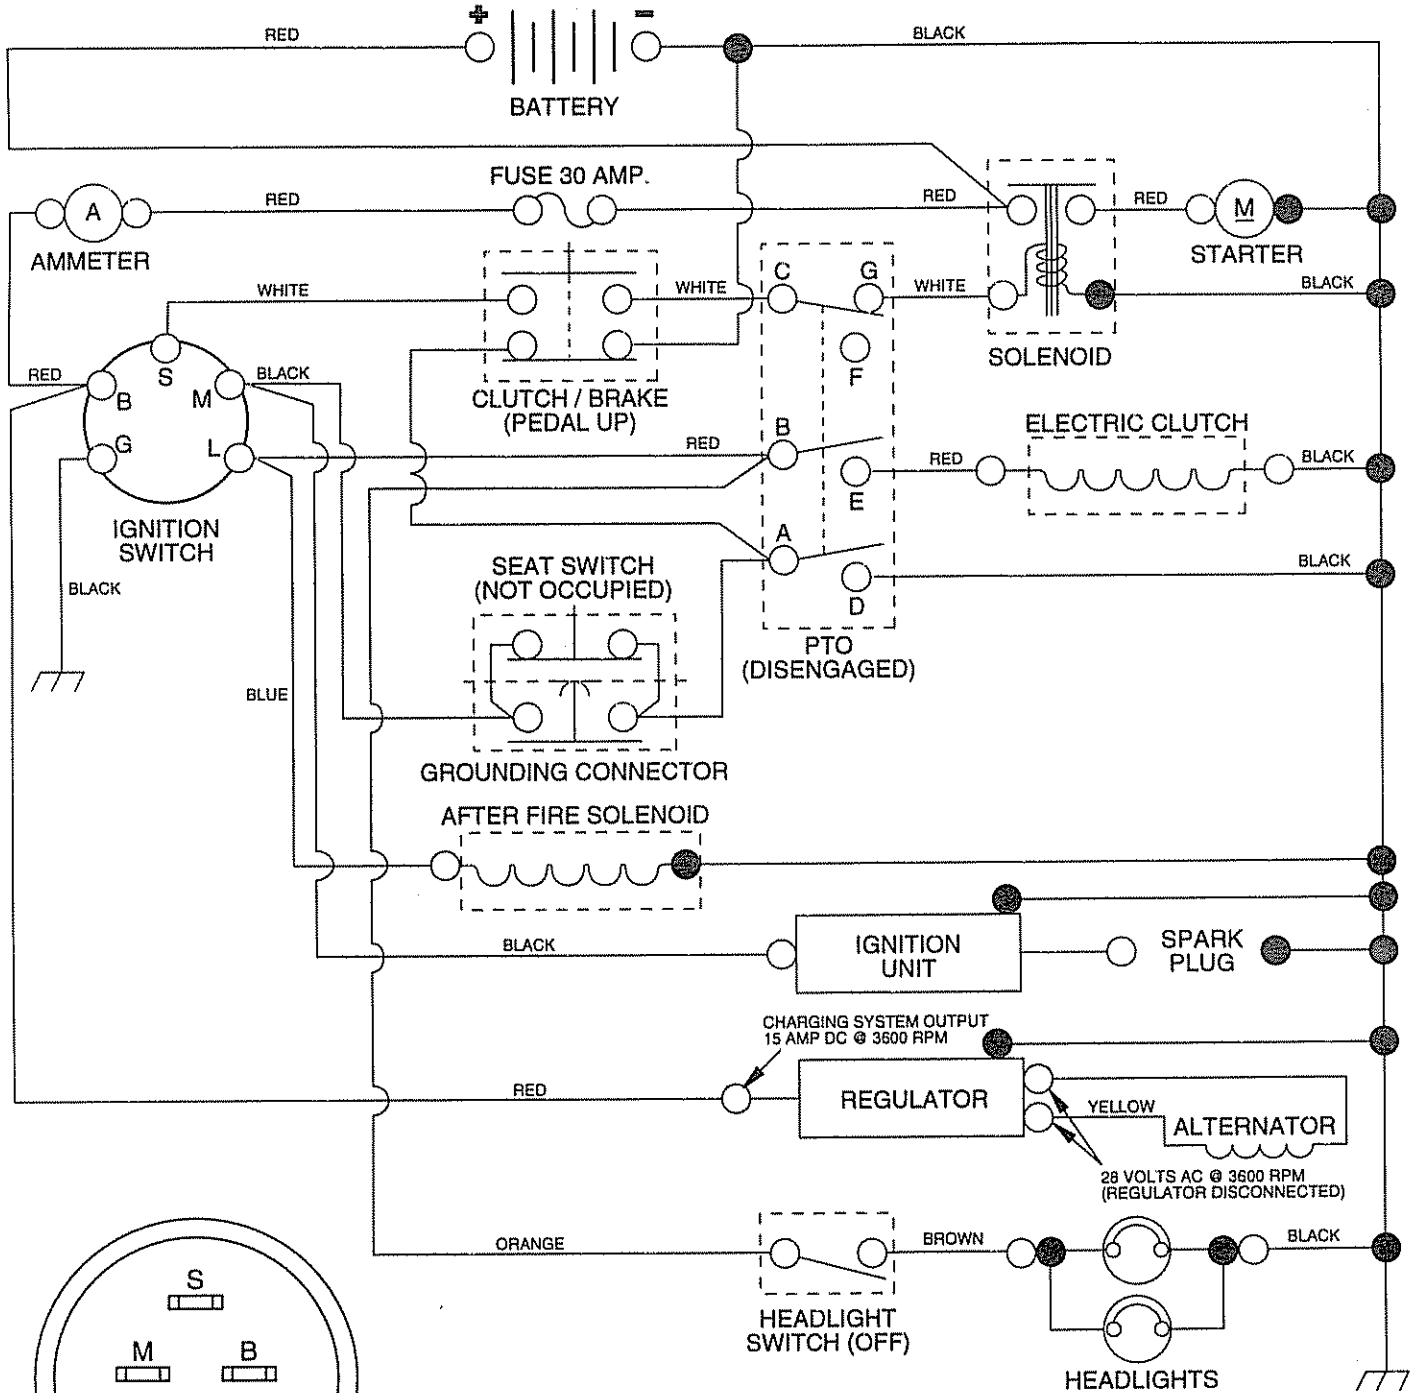 +
−
RED
BLACK
BATTERY
FUSE 30 AMP.
RED
RED
RED
A
M
AMMETER
STARTER
C
G
WHITE
WHITE
WHITE
BLACK
S
SOLENOID
F
RED
BLACK
B
M
CLUTCH / BRAKE
(PEDAL UP)
ELECTRIC CLUTCH
B
G
L
RED
RED
BLACK
E
IGNITION
SWITCH
A
SEAT SWITCH
(NOT OCCUPIED)
BLACK
BLACK
D
PTO
(DISENGAGED)
BLUE
GROUNDING CONNECTOR
AFTER FIRE SOLENOID
BLACK
IGNITION
UNIT
SPARK
PLUG
CHARGING SYSTEM OUTPUT
15 AMP DC @ 3600 RPM
RED
REGULATOR
YELLOW
ALTERNATOR
28 VOLTS AC @ 3600 RPM
(REGULATOR DISCONNECTED)
ORANGE
BROWN
BLACK
S
HEADLIGHT
SWITCH (OFF)
M
B
HEADLIGHTS